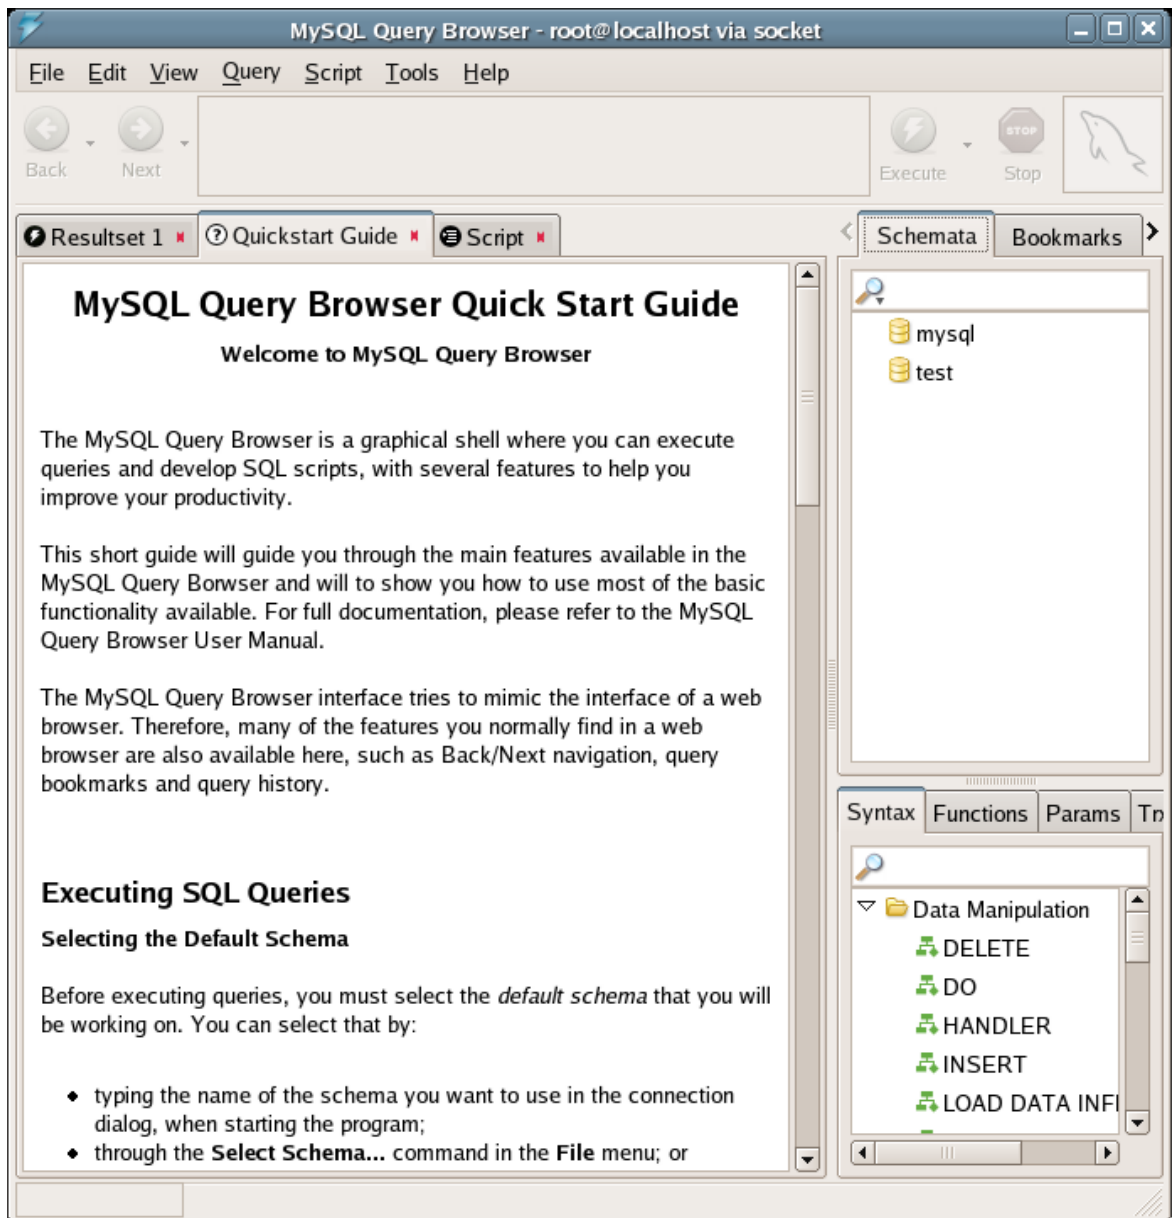 MySQL Query Browser - root@localhost via socket
File Edit View Query Script Tools Help
Back Next Execute STOP Stop
Resultset 1 Quickstart Guide Script
MySQL Query Browser Quick Start Guide
Welcome to MySQL Query Browser
The MySQL Query Browser is a graphical shell where you can execute
queries and develop SQL scripts, with several features to help you
improve your productivity.
This short guide will guide you through the main features available in the
MySQL Query Borwser and will to show you how to use most of the basic
functionality available. For full documentation, please refer to the MySQL
Query Browser User Manual.
The MySQL Query Browser interface tries to mimic the interface of a web
browser. Therefore, many of the features you normally find in a web
browser are also available here, such as Back/Next navigation, query
bookmarks and query history.
Executing SQL Queries
Selecting the Default Schema
Before executing queries, you must select the default schema that you will
be working on. You can select that by:
typing the name of the schema you want to use in the connection
dialog, when starting the program;
through the Select Schema... command in the File menu; or
Schemata Bookmarks
mysql
test
Syntax Functions Params
Data Manipulation
DELETE
DO
HANDLER
INSERT
LOAD DATA INFI